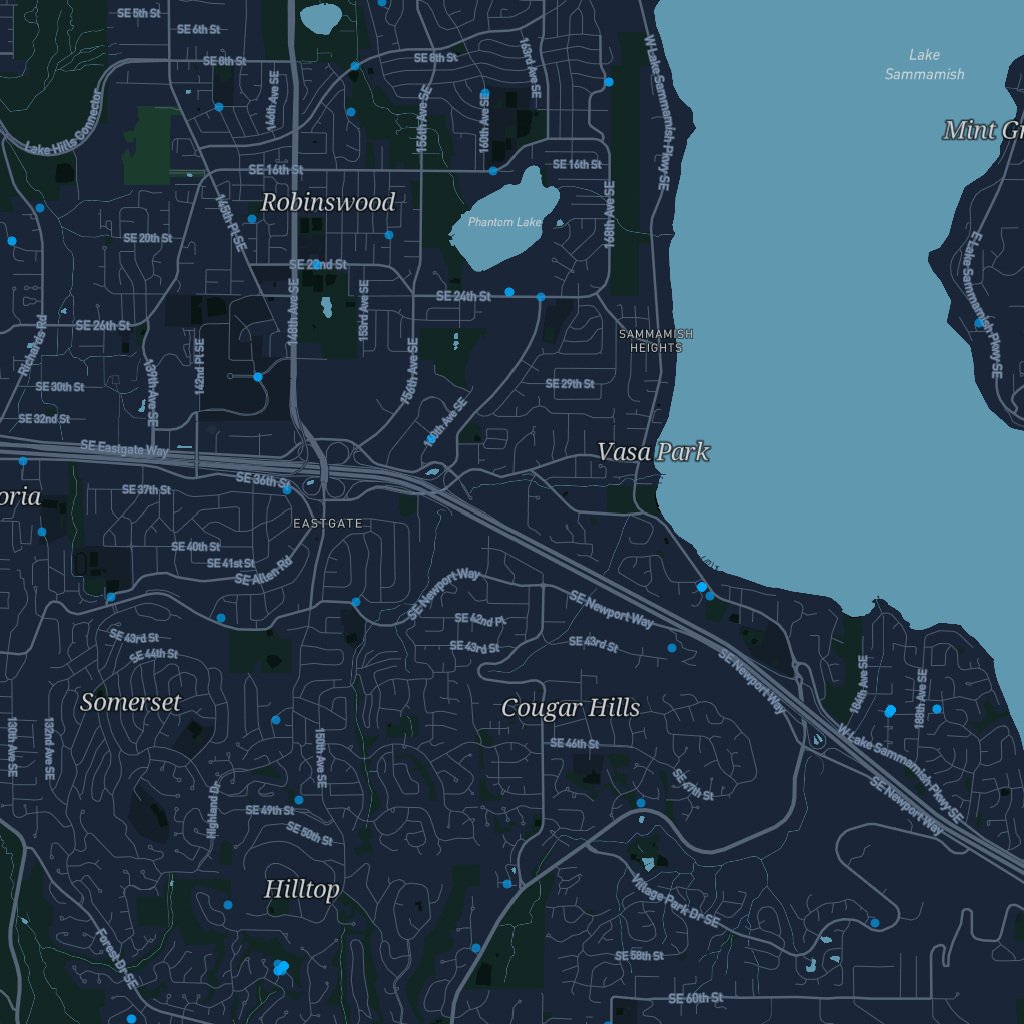 SE 5th St
SE 6th St
SE 8th St
SE 8th St
163rd Ave SE
W Lake Sammamish Pkwy SE
Lake
Sammamish
Lake Hills Connector
146th Ave SE
156th Ave SE
160th Ave SE
SE 16th St
SE 16th St
Robinswood
145th Pl SE
168th Ave SE
Phantom Lake
SE 20th St
SE 22nd St
SE 24th St
E Lake Sammamish Pkwy SE
SE 26th St
Richards Rd
148th Ave SE
153rd Ave SE
SAMMAMISH
HEIGHTS
139th Ave SE
142nd Pl SE
156th Ave SE
SE 30th St
SE 29th St
SE 32nd St
160th Ave SE
SE Eastgate Way
Vasa Park
SE 36th St
SE 37th St
oria
EASTGATE
SE 40th St
SE 41st St
SE Allen Rd
SE Newport Way
SE Newport Way
SE 42nd Pl
SE 43rd St
SE 43rd St
SE 43rd St
SE 44th St
SE Newport Way
184th Ave SE
188th Ave SE
Somerset
Cougar Hills
130th Ave SE
132nd Ave SE
150th Ave SE
SE 46th St
W Lake Sammamish Pkwy SE
SE 47th St
SE Newport Way
Highland Dr
SE 49th St
SE 50th St
Hilltop
Village Park Dr SE
Forest Dr SE
SE 58th St
SE 60th St